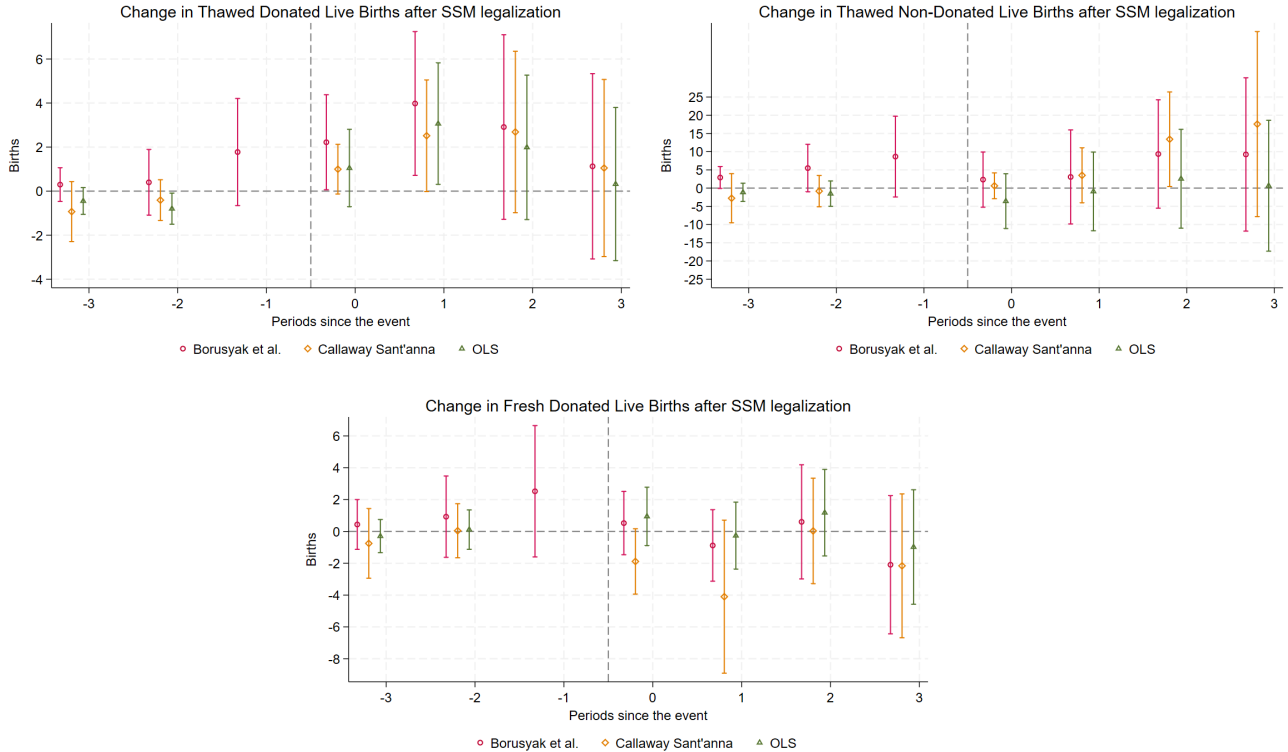 Change in Thawed Donated Live Births after SSM legalization
6
4
2
0
-2
-4
Births
-3 -2 -1 0 1 2 3
Periods since the event
Borusyak et al. Callaway Sant'anna OLS
Change in Thawed Non-Donated Live Births after SSM legalization
25
20
15
10
5
0
-5
-10
-15
-20
-25
Births
-3 -2 -1 0 1 2 3
Periods since the event
Borusyak et al. Callaway Sant'anna OLS
Change in Fresh Donated Live Births after SSM legalization
6
4
2
0
-2
-4
-6
-8
Births
-3 -2 -1 0 1 2 3
Periods since the event
Borusyak et al. Callaway Sant'anna OLS